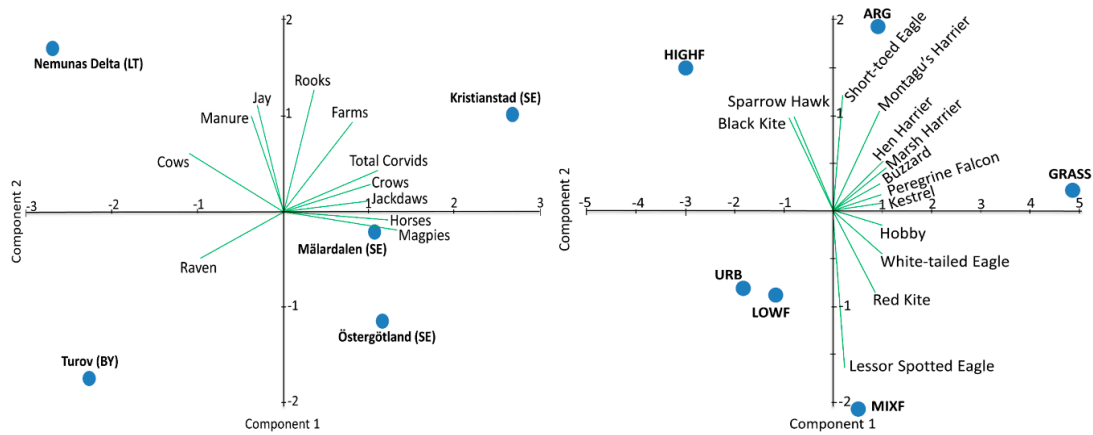 2
Nemunas Delta (LT)
Rooks
Jay
Kristianstad (SE)
1
Manure
Farms
Cows
Total Corvids
Crows
Jackdaws
-3
-2
-1
1
2
3
Horses
Magpies
Mälardalen (SE)
Raven
-1
Östergötland (SE)
Turov (BY)
-2
Component 1
Component 2
2
ARG
HIGHF
Short-toed Eagle
Montagu's Harrier
Sparrow Hawk
1
Black Kite
Hen Harrier
Marsh Harrier
Buzzard
Peregrine Falcon
GRASS
Kestrel
-5
-4
-3
-2
-1
1
2
3
4
5
Hobby
White-tailed Eagle
URB
Red Kite
LOWF
-1
Lessor Spotted Eagle
-2
MIXF
Component 1
Component 2